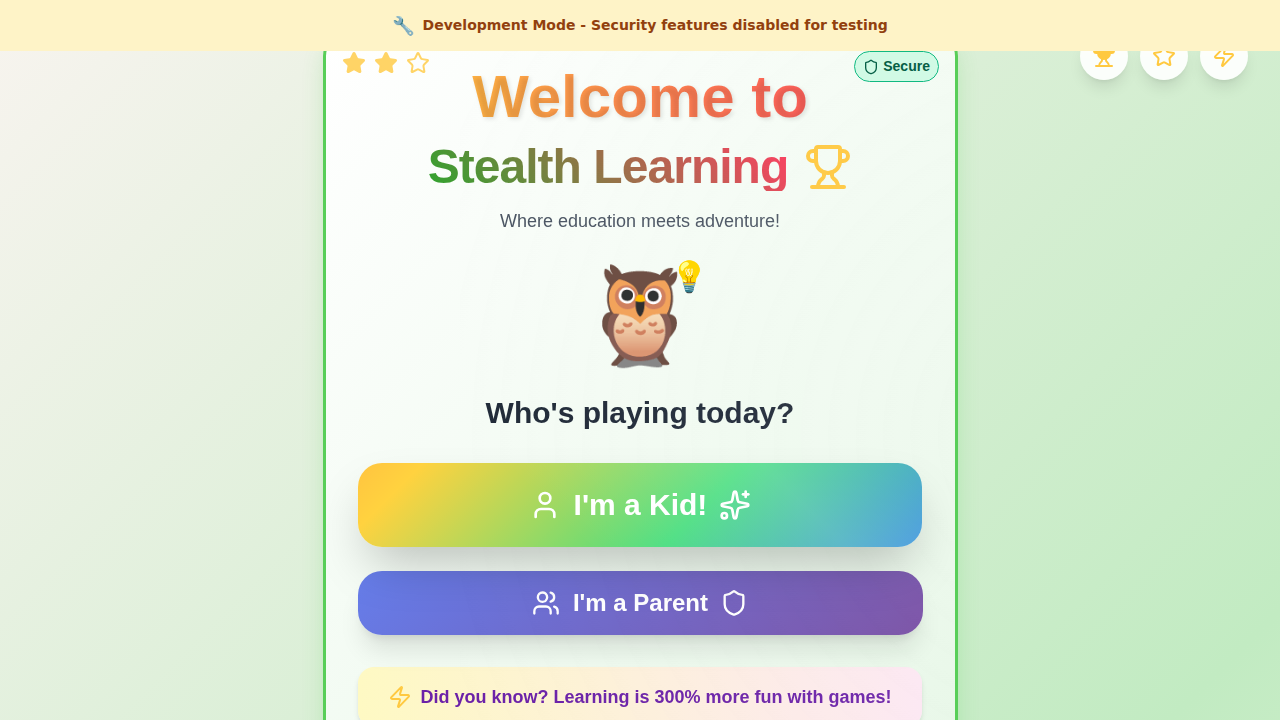 Development Mode - Security features disabled for testing
Secure
Welcome to
Stealth Learning
Where education meets adventure!
Who's playing today?
I'm a Kid!
I'm a Parent
Did you know? Learning is 300% more fun with games!